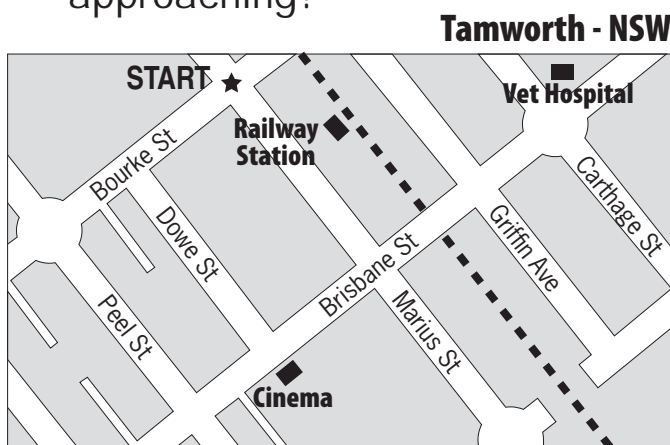 approaching?
Tamworth - NSW
START
Vet Hospital
Railway
Station
Bourke St
Carthage St
Dowe St
Griffin Ave
Brisbane St
Peel St
Marius St
Cinema